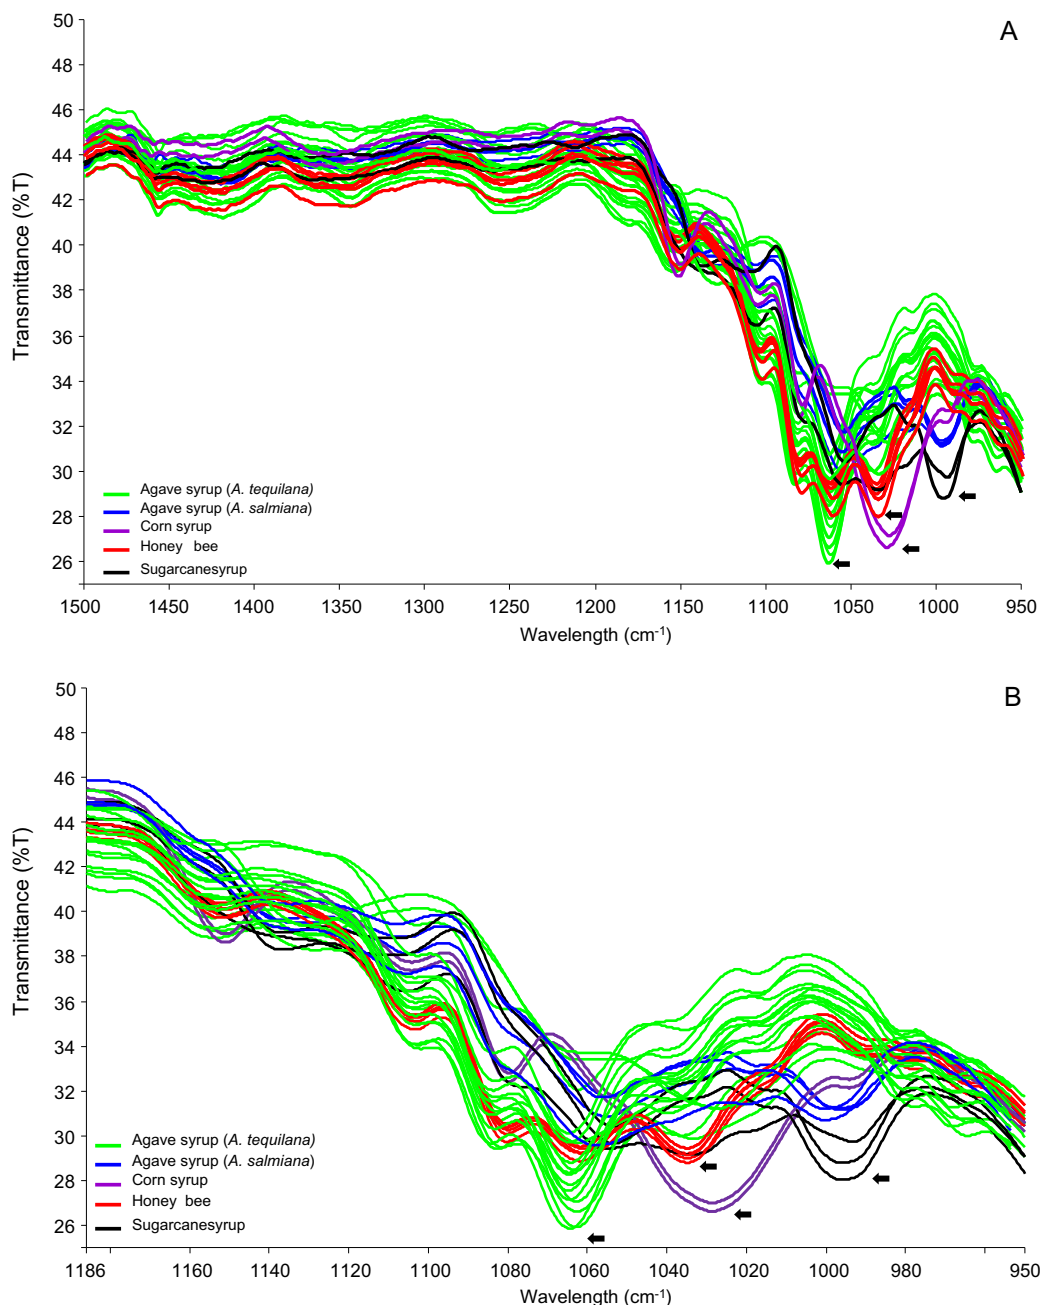 A
50
48
46
44
42
40
38
36
34
32
30
28
26
Transmittance (%T)
Agave syrup (A. tequilana)
Agave syrup (A. salmiana)
Corn syrup
Honey bee
Sugarcanesyrup
1500 1450 1400 1350 1300 1250 1200 1150 1100 1050 1000 950
Wavelength (cm-1)
B
50
48
46
44
42
40
38
36
34
32
30
28
26
Transmittance (%T)
Agave syrup (A. tequilana)
Agave syrup (A. salmiana)
Corn syrup
Honey bee
Sugarcanesyrup
1186 1160 1140 1120 1100 1080 1060 1040 1020 1000 980 950
Wavelength (cm-1)